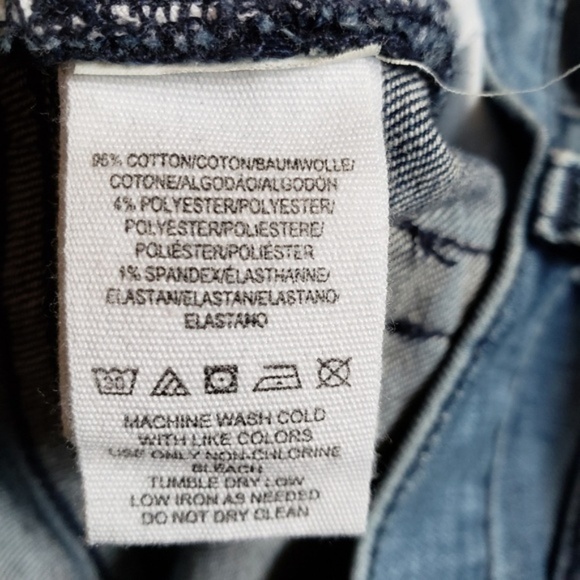 95% COTTON/COTON/BAUMWOLLE/
COTONE/ALGODÃO/ALGODÓN
4% POLYESTER/POLYESTER/
POLYESTER/POLIESTERE/
POLIÉSTER/POLIÉSTER
1% SPANDEX/ÉLASTHANNE/
ELASTAN/ELASTAN/ELASTANO/
ELASTANO
30
MACHINE WASH COLD
WITH LIKE COLORS
USE ONLY NON-CHLORINE
BLEACH
TUMBLE DRY LOW
LOW IRON AS NEEDED
DO NOT DRY CLEAN